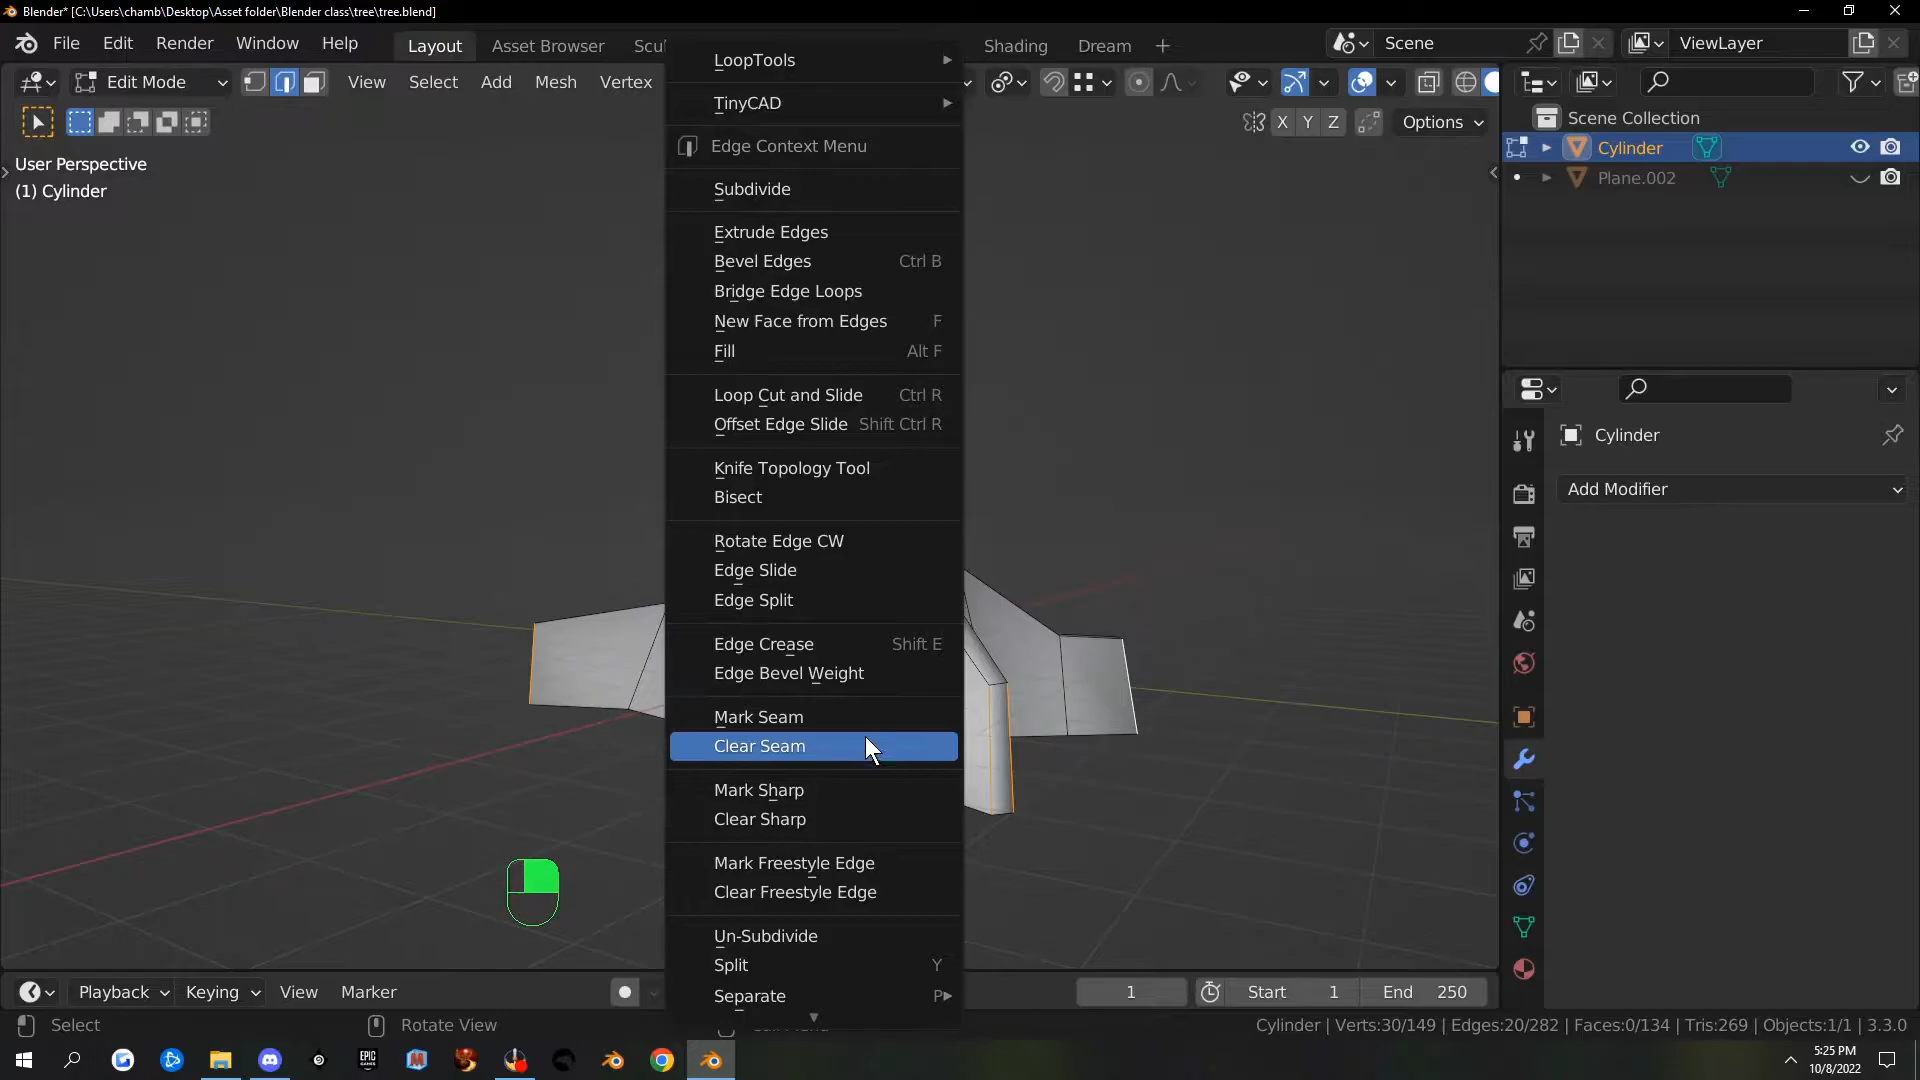 Blender* [C:\Users\chamb\Desktop\Asset folder\Blender class\tree\tree.blend]
File Edit Render Window Help Layout Asset Browser Shading Dream Scene ViewLayer
Edit Mode View Select Add Mesh Vertex
X Y Z Options
User Perspective
(1) Cylinder
LoopTools
TinyCAD
Edge Context Menu
Subdivide
Extrude Edges
Bevel Edges Ctrl B
Bridge Edge Loops
New Face from Edges F
Fill Alt F
Loop Cut and Slide Ctrl R
Offset Edge Slide Shift Ctrl R
Knife Topology Tool
Bisect
Rotate Edge CW
Edge Slide
Edge Split
Edge Crease Shift E
Edge Bevel Weight
Mark Seam
Clear Seam
Mark Sharp
Clear Sharp
Mark Freestyle Edge
Clear Freestyle Edge
Un-Subdivide
Split Y
Separate P
Scene Collection
Cylinder
Plane.002
Cylinder
Add Modifier
Playback Keying View Marker 1 Start 1 End 250
Select Rotate View Cylinder | Verts:30/149 | Edges:20/282 | Faces:0/134 | Tris:269 | Objects:1/1 | 3.3.0
EPIC GAMES
5:25 PM
10/8/2022